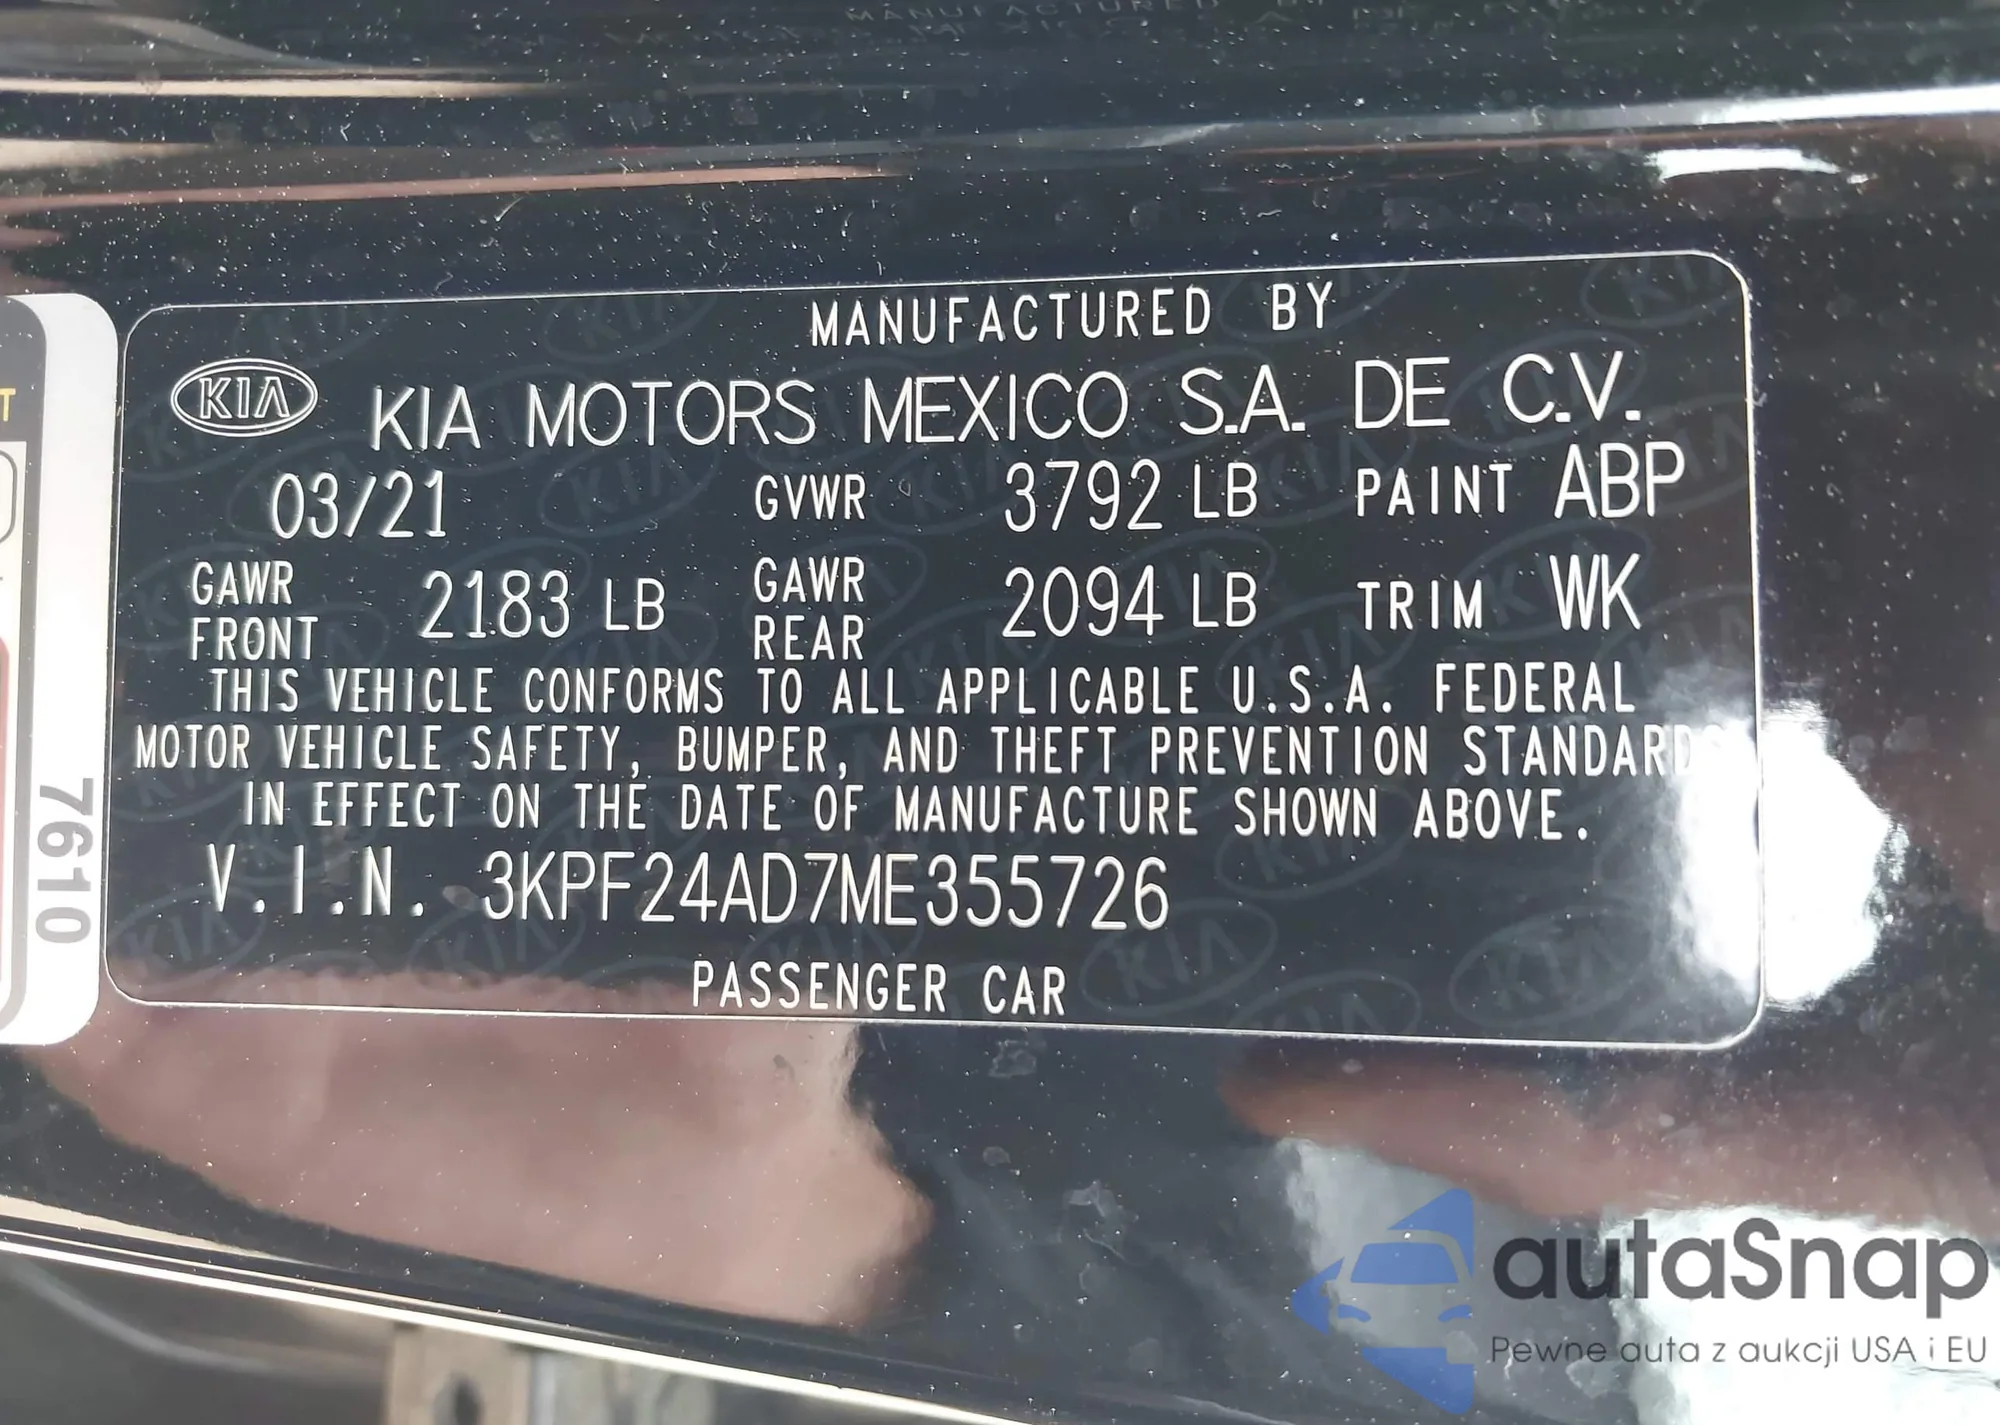 MANUFACTURED BY
KIA KIA MOTORS MEXICO S.A. DE C.V.
03/21 GVWR 3792 LB PAINT ABP
GAWR FRONT 2183 LB GAWR REAR 2094 LB TRIM WK
THIS VEHICLE CONFORMS TO ALL APPLICABLE U.S.A. FEDERAL
MOTOR VEHICLE SAFETY, BUMPER, AND THEFT PREVENTION STANDARDS
IN EFFECT ON THE DATE OF MANUFACTURE SHOWN ABOVE.
V.I.N. 3KPF24AD7ME355726
PASSENGER CAR
7610
autaSnap
Pewne auta z aukcji USA i EU